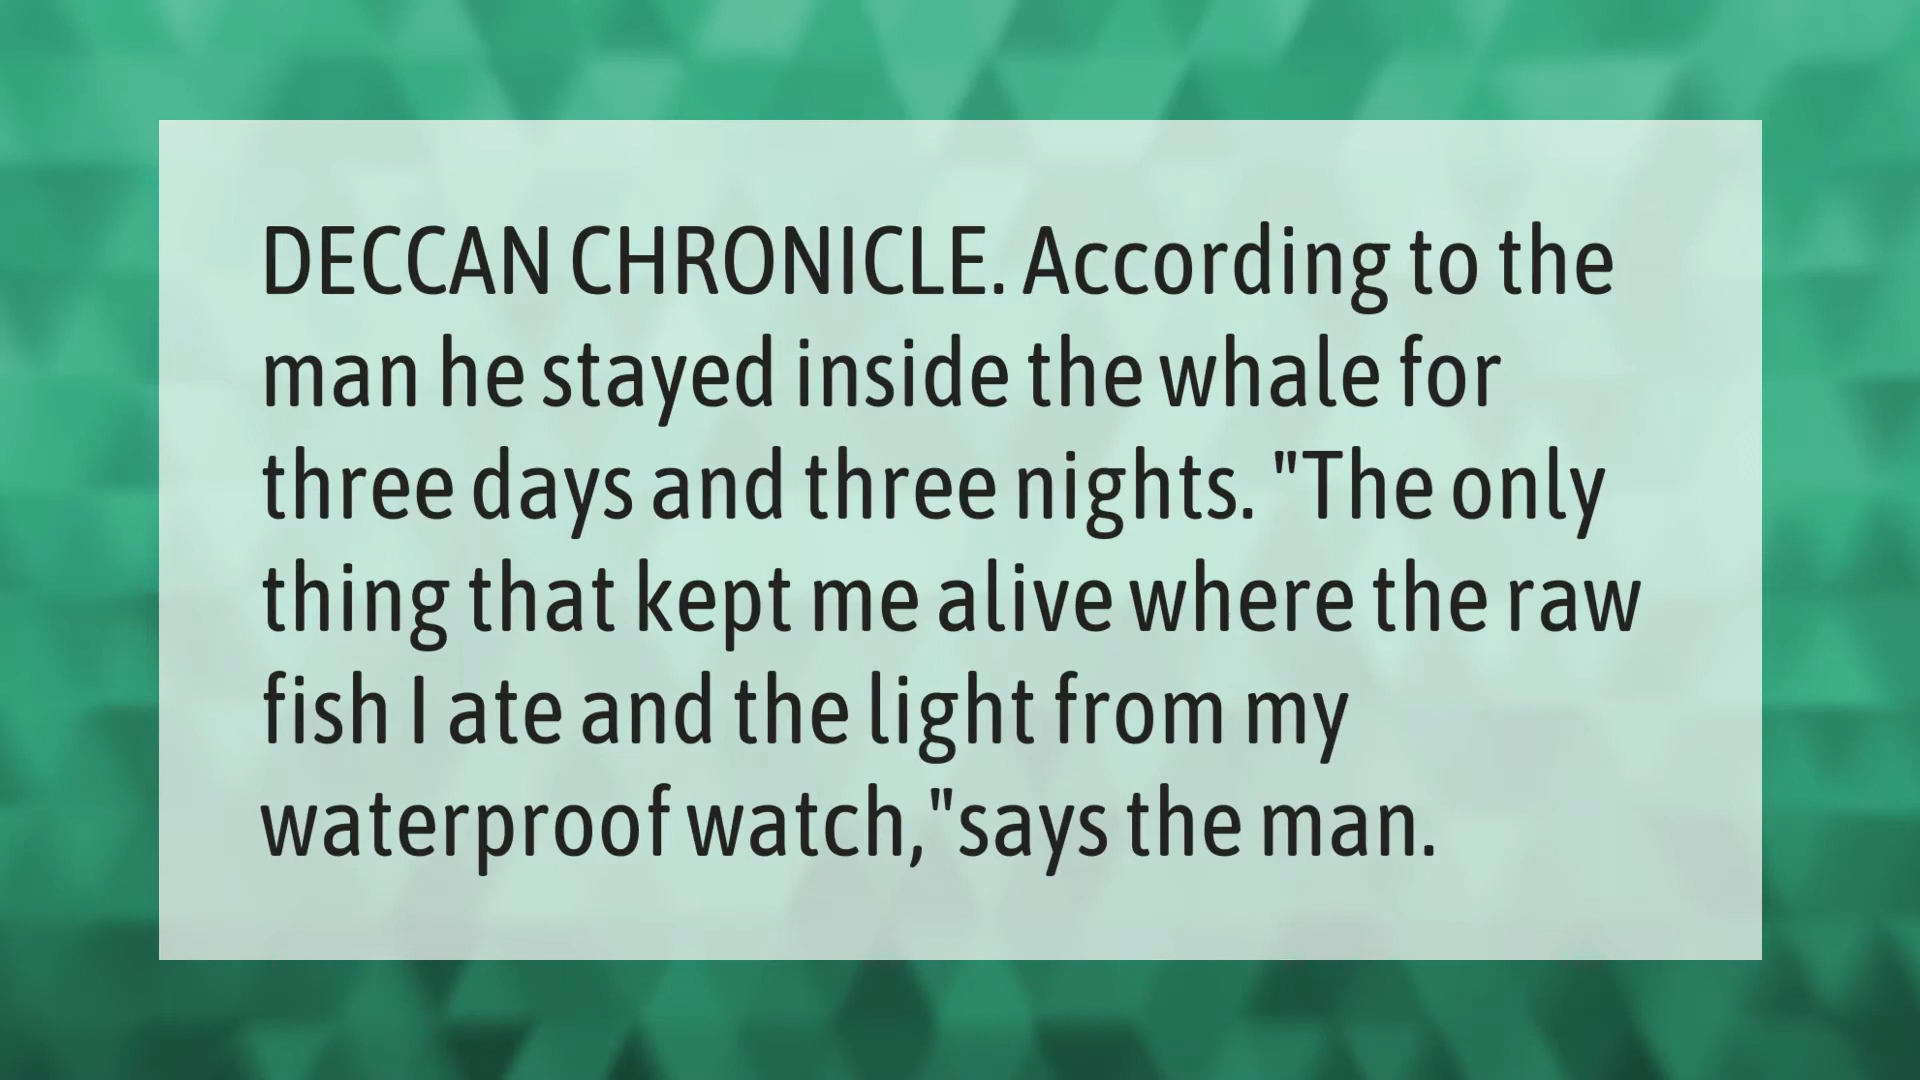 DECCAN CHRONICLE. According to the
man he stayed inside the whale for
three days and three nights. "The only
thing that kept me alive where the raw
fish I ate and the light from my
waterproof watch,"says the man.